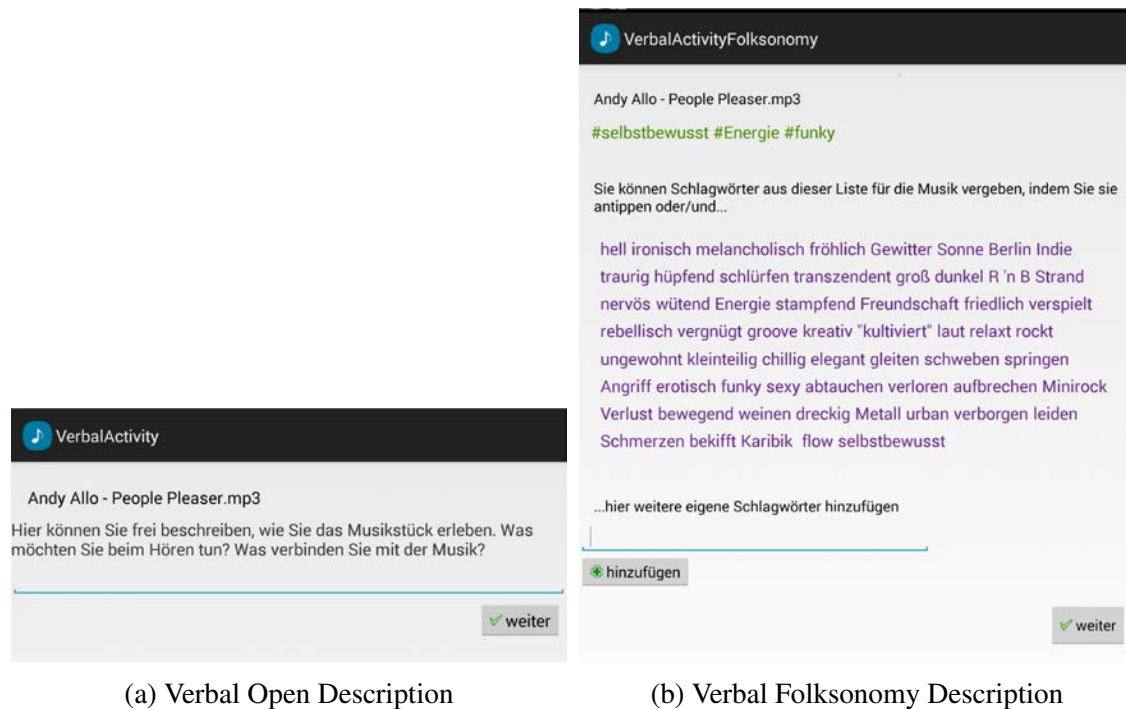 VerbalActivity
Andy Allo - People Pleaser.mp3
Hier können Sie frei beschreiben, wie Sie das Musikstück erleben. Was
möchten Sie beim Hören tun? Was verbinden Sie mit der Musik?
weiter
(a) Verbal Open Description
VerbalActivityFolksonomy
Andy Allo - People Pleaser.mp3
#selbstbewusst #Energie #funky
Sie können Schlagwörter aus dieser Liste für die Musik vergeben, indem Sie sie
antippen oder/und...
hell ironisch melancholisch fröhlich Gewitter Sonne Berlin Indie
traurig hüpfend schlürfen transzendent groß dunkel R 'n B Strand
nervös wütend Energie stampfend Freundschaft friedlich verspielt
rebellisch vergnügt groove kreativ "kultiviert" laut relaxt rockt
ungewohnt kleinteilig chillig elegant gleiten schweben springen
Angriff erotisch funky sexy abtauchen verloren aufbrechen Minirock
Verlust bewegend weinen dreckig Metall urban verborgen leiden
Schmerzen bekifft Karibik flow selbstbewusst
...hier weitere eigene Schlagwörter hinzufügen
hinzufügen
weiter
(b) Verbal Folksonomy Description